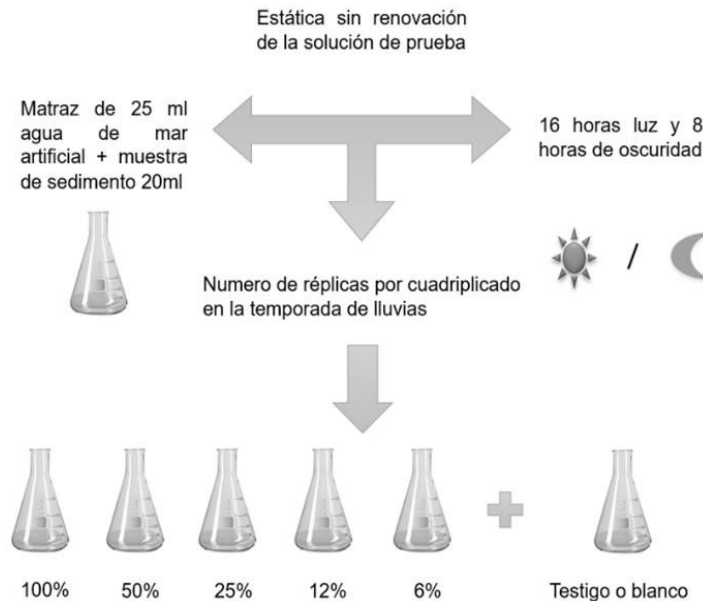 Estática sin renovación
de la solución de prueba
Matraz de 25 ml
agua de mar
artificial + muestra
de sedimento 20ml
16 horas luz y 8
horas de oscuridad
/
Numero de réplicas por cuadriplicado
en la temporada de lluvias
100% 50% 25% 12% 6% Testigo o blanco